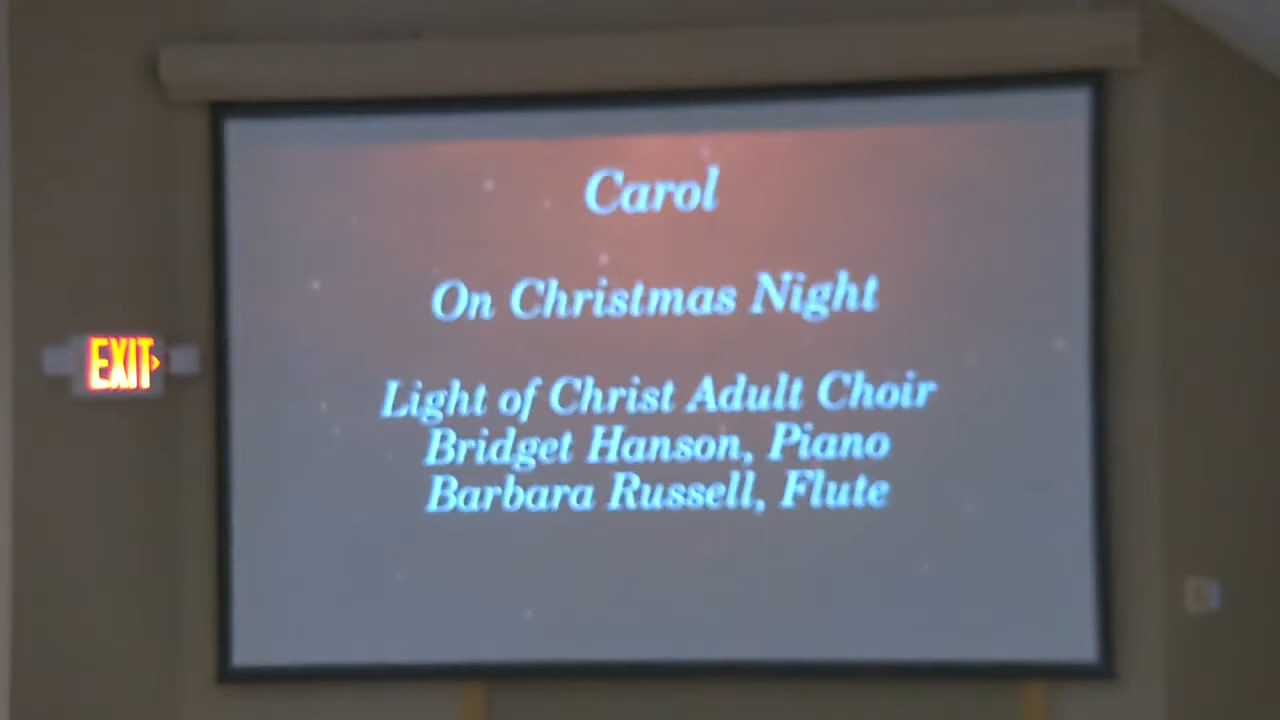 Carol
On Christmas Night
EXIT
Light of Christ Adult Choir
Bridget Hanson, Piano
Barbara Russell, Flute